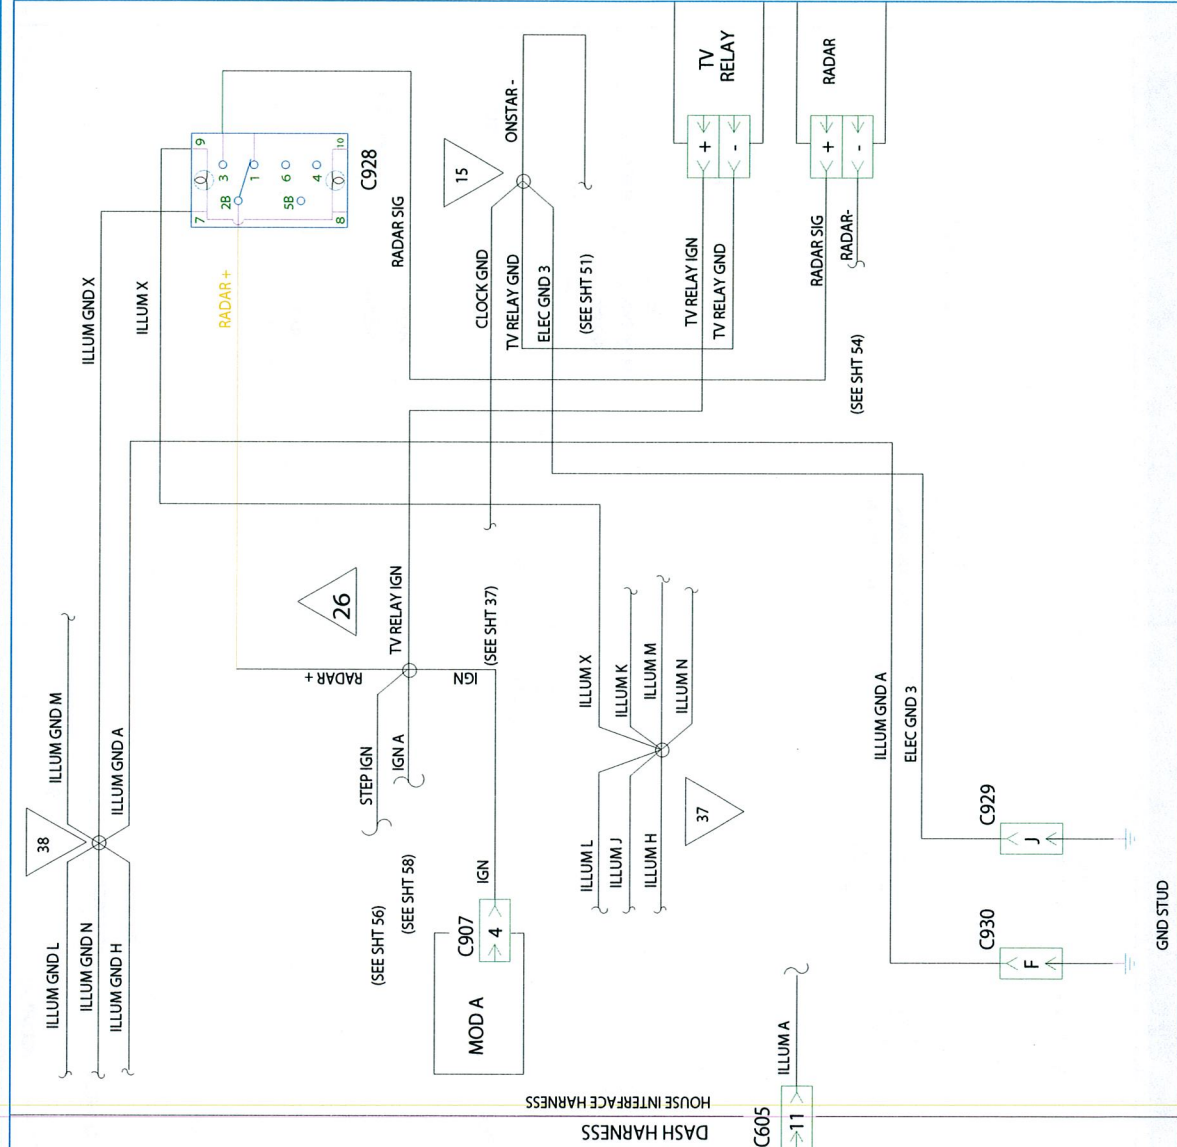 TV
RELAY
RADAR
ONSTAR -
+
-
+
-
9
10
3
1
6
4
2B
5B
7
8
C928
15
RADAR SIG
CLOCK GND
TV RELAY GND
ELEC GND 3
(SEE SHT 51)
TV RELAY IGN
TV RELAY GND
RADAR SIG
RADAR-
(SEE SHT 54)
ILLUM GND X
ILLUM X
RADAR +
26
TV RELAY IGN
(SEE SHT 37)
RADAR +
IGN
STEP IGN
IGN A
ILLUM GND M
ILLUM GND A
38
ILLUM GND L
ILLUM GND N
ILLUM GND H
ILLUM X
ILLUM K
ILLUM M
ILLUM N
37
ILLUM L
ILLUM J
ILLUM H
ILLUM GND A
ELEC GND 3
(SEE SHT 56)
(SEE SHT 58)
IGN
C907
4
MOD A
C929
J
C930
F
GND STUD
ILLUM A
C605
11
HOUSE INTERFACE HARNESS
DASH HARNESS